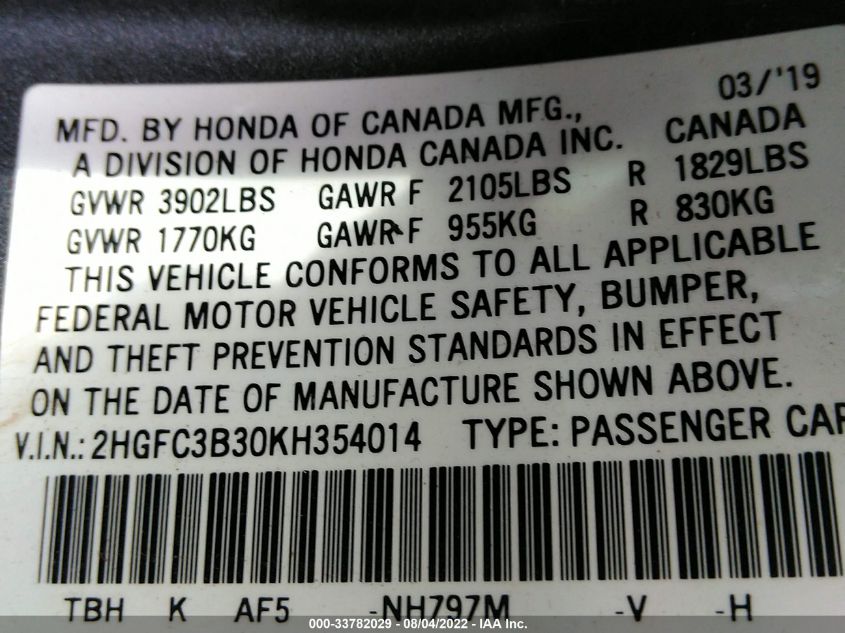 03/'19
MFD. BY HONDA OF CANADA MFG.,
A DIVISION OF HONDA CANADA INC. CANADA
GVWR 3902LBS GAWR F 2105LBS R 1829LBS
GVWR 1770KG GAWR F 955KG R 830KG
THIS VEHICLE CONFORMS TO ALL APPLICABLE
FEDERAL MOTOR VEHICLE SAFETY, BUMPER,
AND THEFT PREVENTION STANDARDS IN EFFECT
ON THE DATE OF MANUFACTURE SHOWN ABOVE.
V.I.N.: 2HGFC3B30KH354014 TYPE: PASSENGER CAR
TBH K AF5 -NH797M -V -H
000-33782029 - 08/04/2022 - IAA Inc.